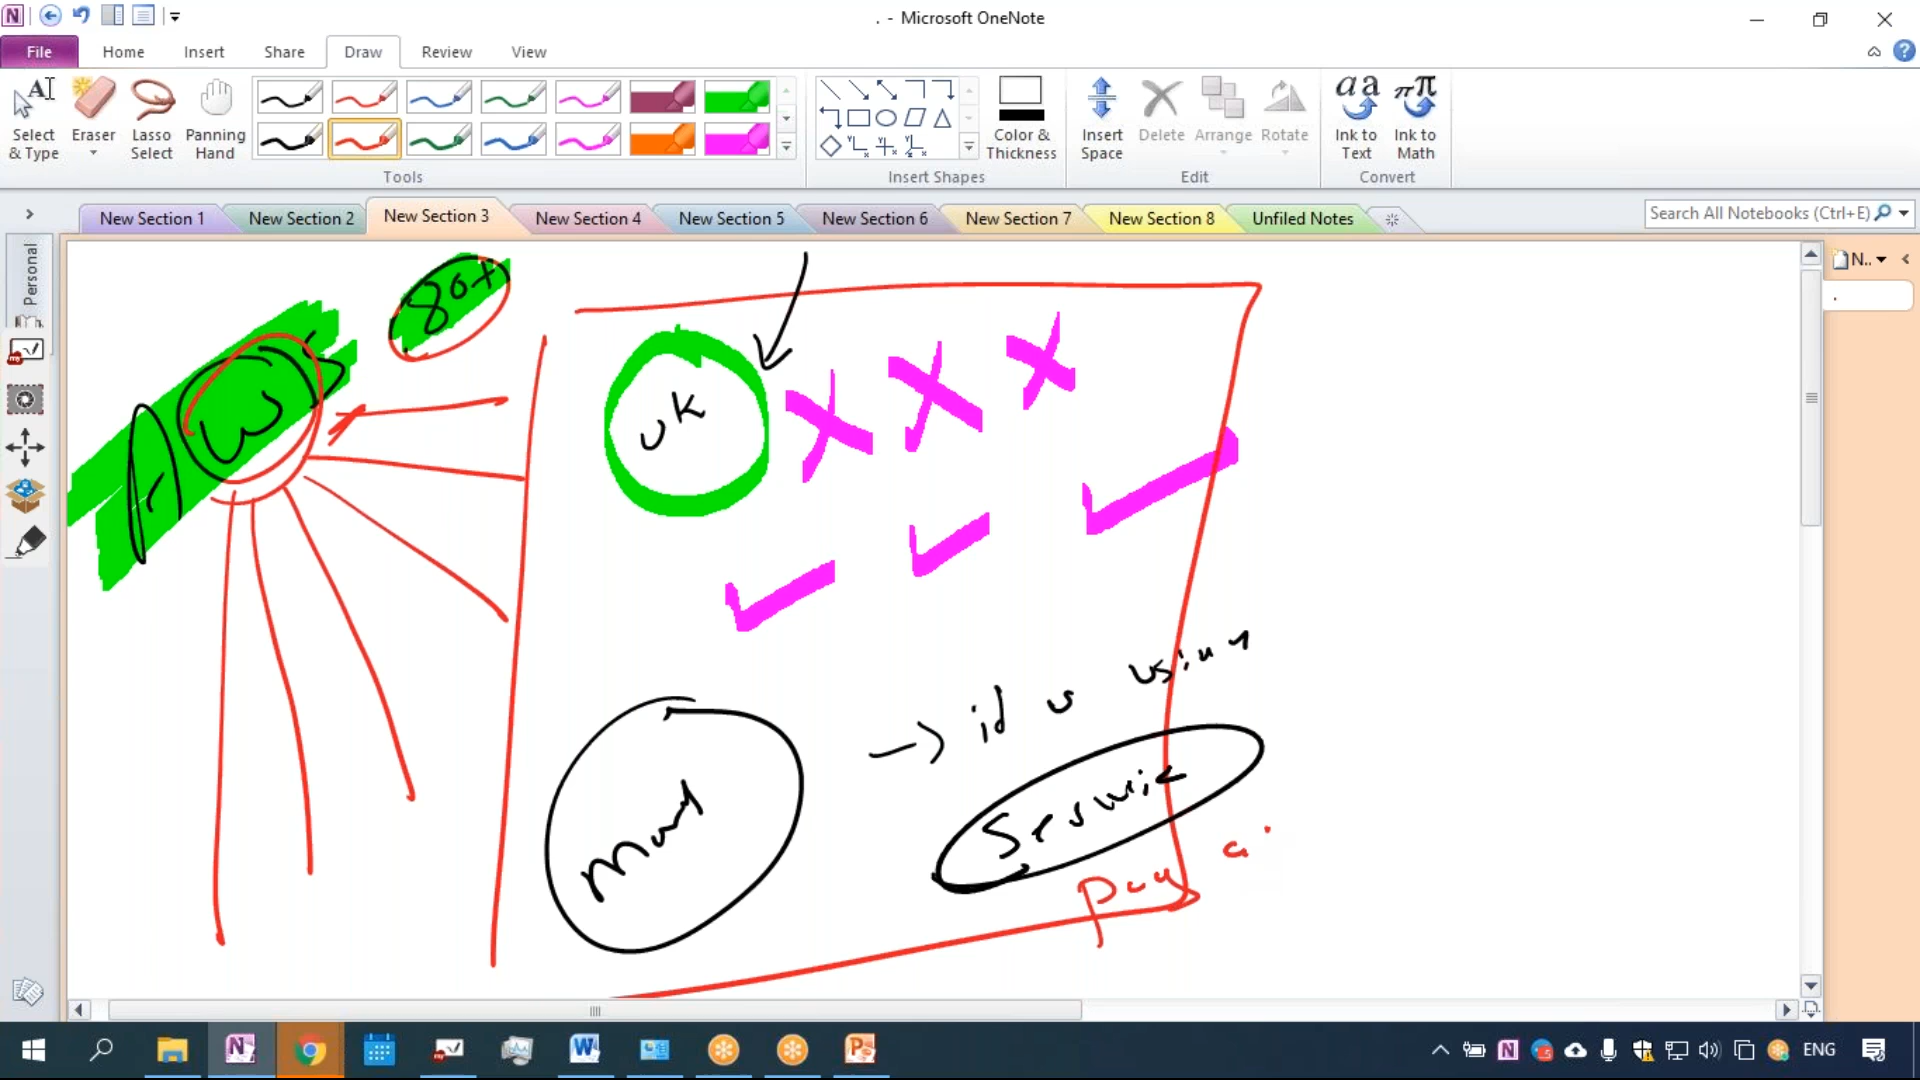 . - Microsoft OneNote
File Home Insert Share Draw Review View
Select & Type
Eraser
Lasso Select
Panning Hand
Color & Thickness
Insert Space
Delete
Arrange
Rotate
Ink to Text
Ink to Math
Tools
Insert Shapes
Edit
Convert
New Section 1 New Section 2 New Section 3 New Section 4 New Section 5 New Section 6 New Section 7 New Section 8 Unfiled Notes
Search All Notebooks (Ctrl+E)
Personal
N..
.
80+
AWS
UK
→ id
Pay
ENG